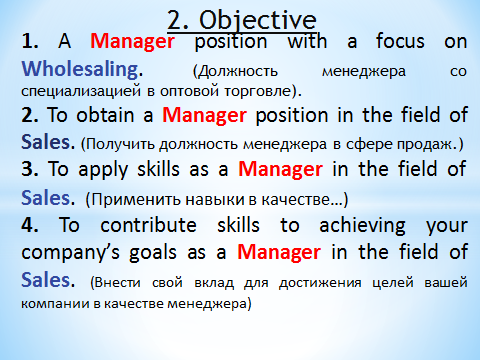 2. Objective
1. A Manager position with a focus on
Wholesaling. (Должность менеджера со
специализацией в оптовой торговле).
2. To obtain a Manager position in the field of
Sales. (Получить должность менеджера в сфере продаж.)
3. To apply skills as a Manager in the field of
Sales. (Применить навыки в качестве…)
4. To contribute skills to achieving your
company’s goals as a Manager in the field of
Sales. (Внести свой вклад для достижения целей вашей
компании в качестве менеджера)